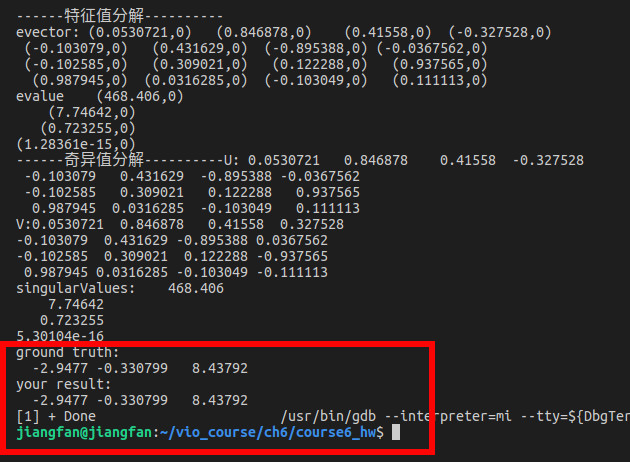 ------特征值分解----------
evector: (0.0530721,0)   (0.846878,0)    (0.41558,0)  (-0.327528,0)
 (-0.103079,0)   (0.431629,0)  (-0.895388,0) (-0.0367562,0)
 (-0.102585,0)   (0.309021,0)   (0.122288,0)   (0.937565,0)
  (0.987945,0)  (0.0316285,0)  (-0.103049,0)   (0.111113,0)
evalue    (468.406,0)
    (7.74642,0)
   (0.723255,0)
(1.28361e-15,0)
------奇异值分解----------U: 0.0530721   0.846878    0.41558  -0.327528
 -0.103079   0.431629  -0.895388 -0.0367562
 -0.102585   0.309021   0.122288   0.937565
  0.987945  0.0316285  -0.103049   0.111113
V:0.0530721  0.846878   0.41558  0.327528
-0.103079  0.431629 -0.895388 0.0367562
-0.102585  0.309021  0.122288 -0.937565
 0.987945 0.0316285 -0.103049 -0.111113
singularValues:    468.406
    7.74642
   0.723255
5.30104e-16
ground truth:
  -2.9477 -0.330799   8.43792
your result:
  -2.9477 -0.330799   8.43792
[1] + Done                       /usr/bin/gdb --interpreter=mi --tty=${DbgTer
jiangfan@jiangfan:~/vio_course/ch6/course6_hw$